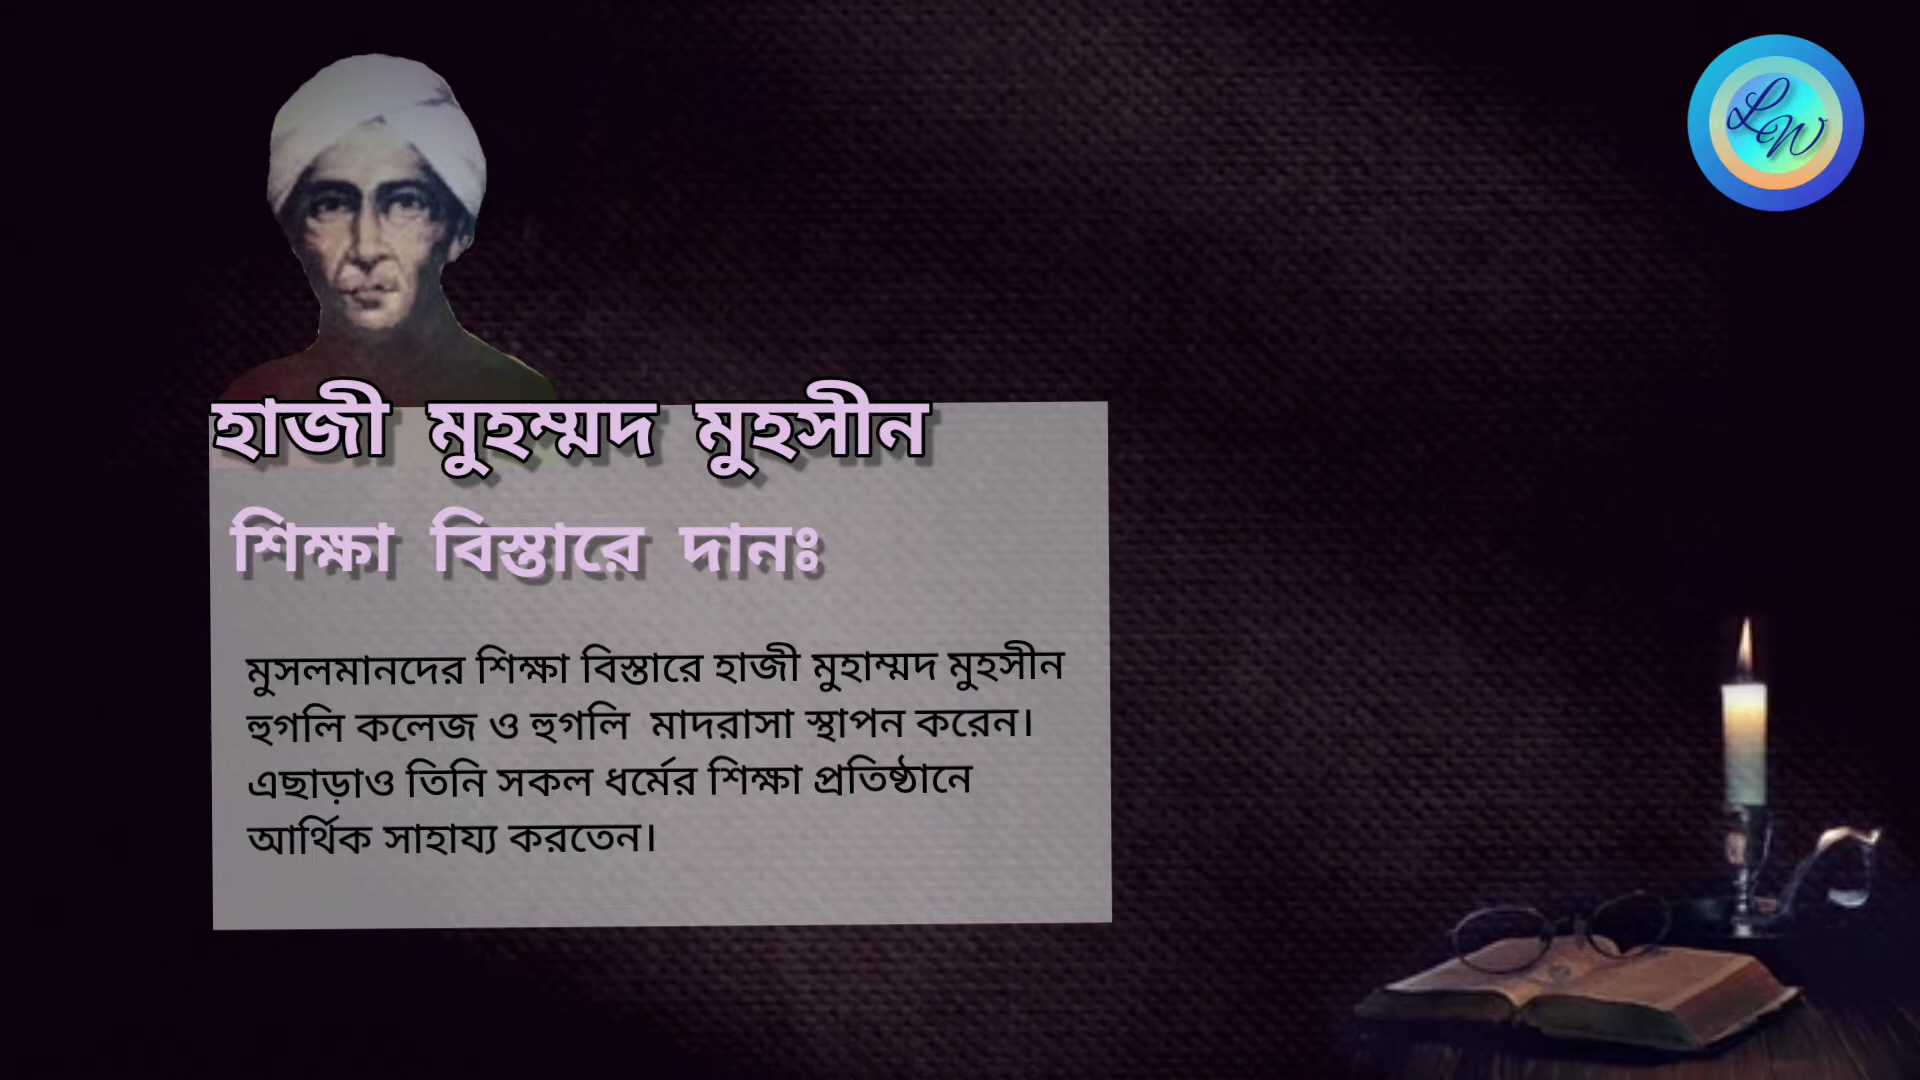 LW
হাজী মুহম্মদ মুহসীন
শিক্ষা বিস্তারে দানঃ
মুসলমানদের শিক্ষা বিস্তারে হাজী মুহাম্মদ মুহসীন
হুগলি কলেজ ও হুগলি মাদরাসা স্থাপন করেন।
এছাড়াও তিনি সকল ধর্মের শিক্ষা প্রতিষ্ঠানে
আর্থিক সাহায্য করতেন।